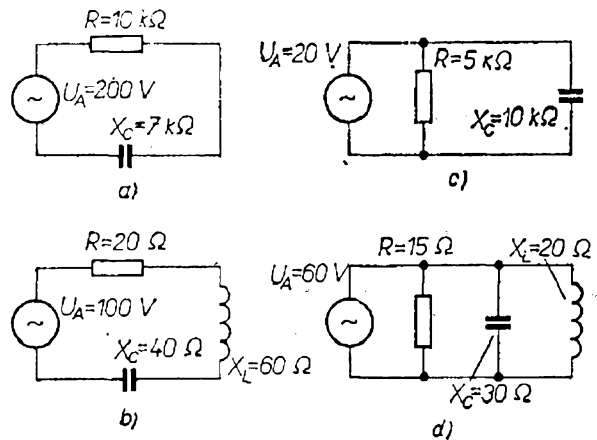 R=10 kΩ
U_A=200 V
X_C=7 kΩ
a)
U_A=20 V
R=5 kΩ
X_C=10 kΩ
c)
R=20 Ω
U_A=100 V
X_C=40 Ω
X_L=60 Ω
b)
R=15 Ω
X_L=20 Ω
U_A=60 V
X_C=30 Ω
d)